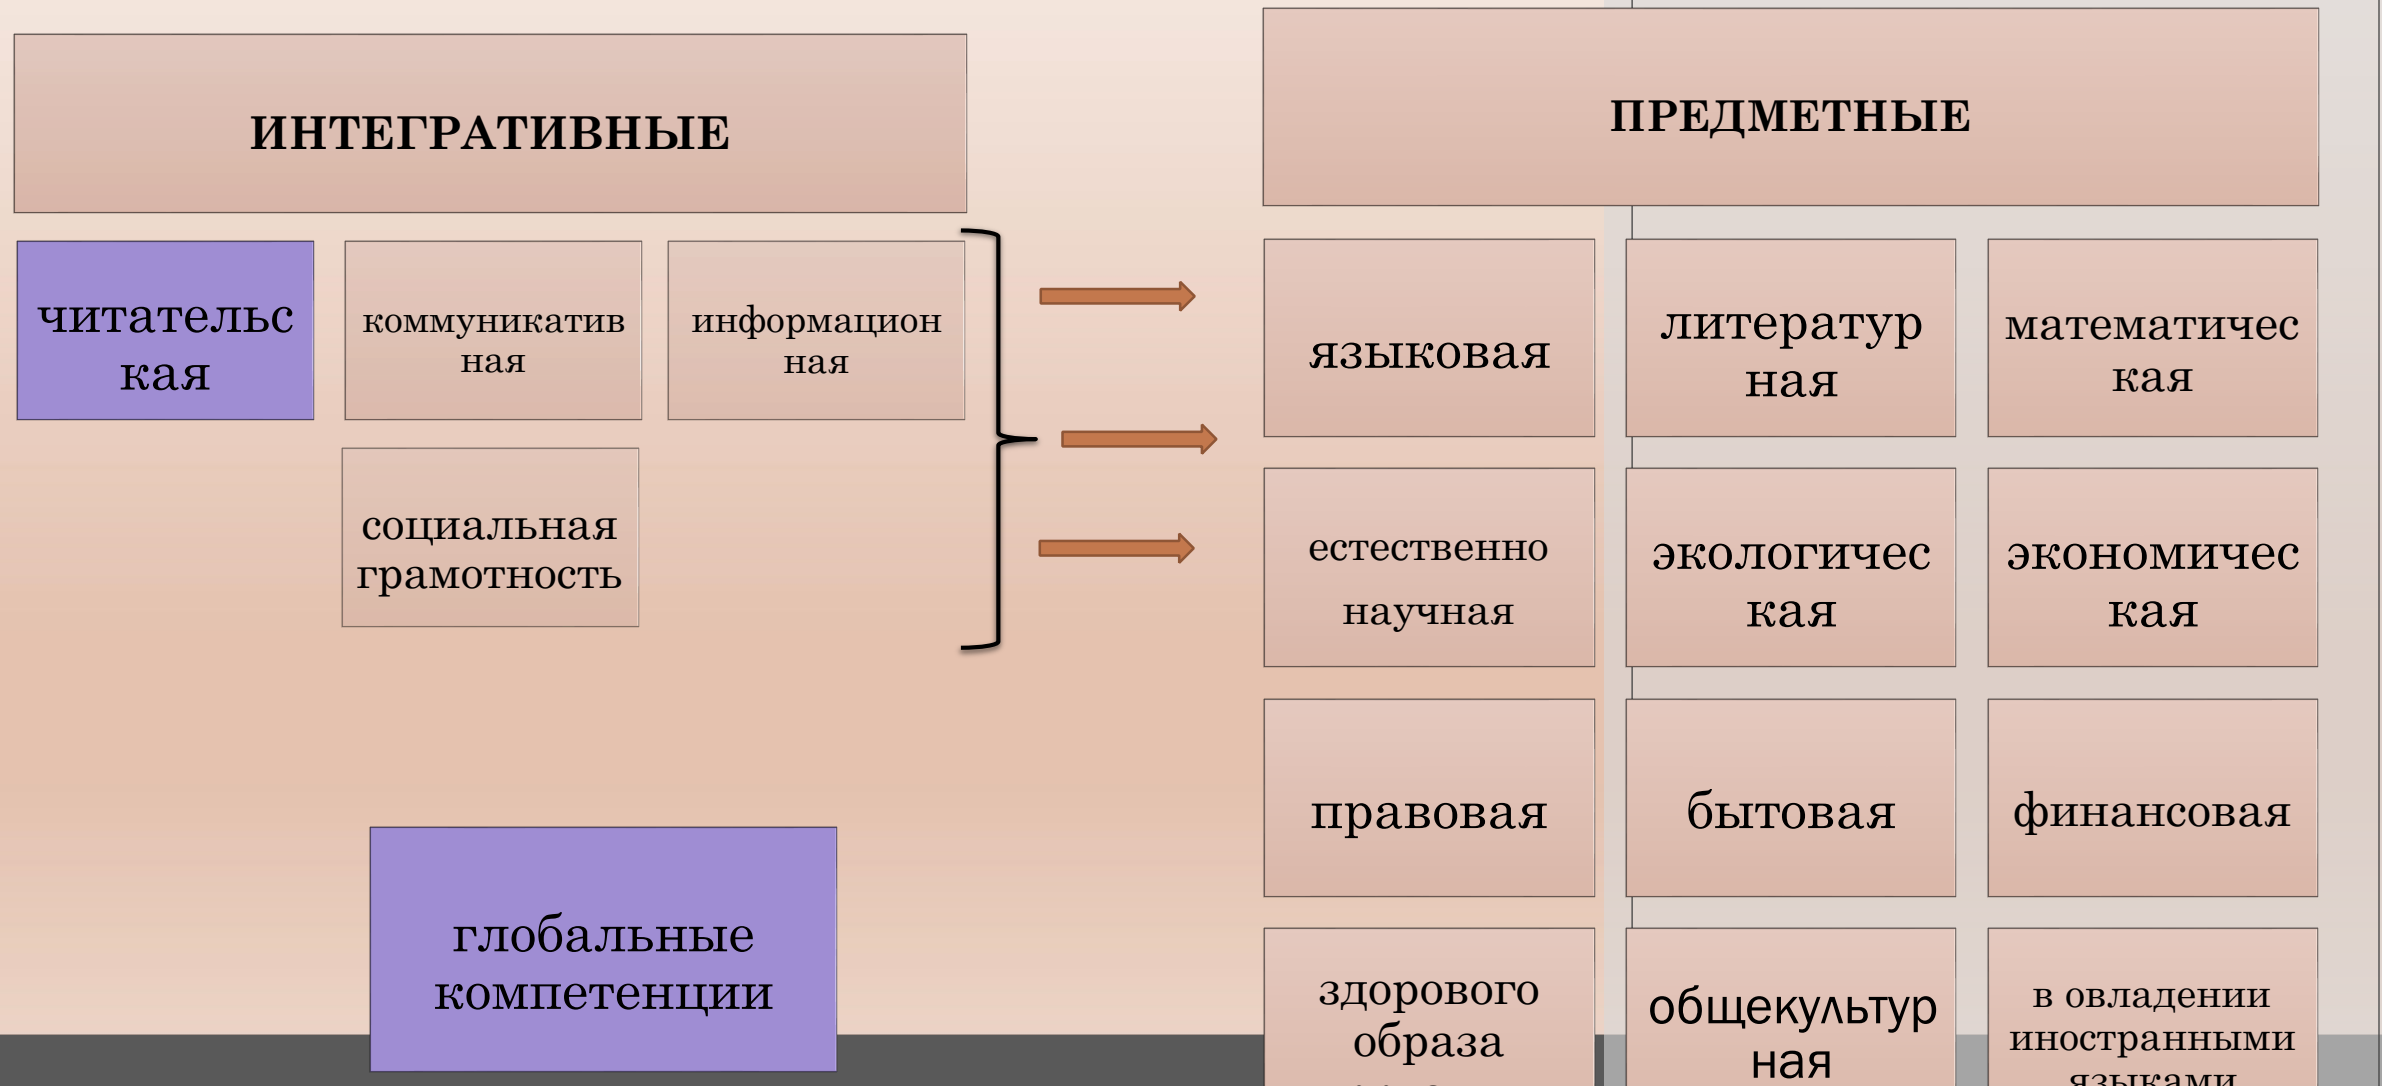 ИНТЕГРАТИВНЫЕ
читательс
кая
коммуникатив
ная
информацион
ная
социальная
грамотность
глобальные
компетенции
ПРЕДМЕТНЫЕ
языковая
литератур
ная
математичес
кая
естественно
научная
экологичес
кая
экономичес
кая
правовая
бытовая
финансовая
здорового
образа
общекультур
ная
в овладении
иностранными
языками